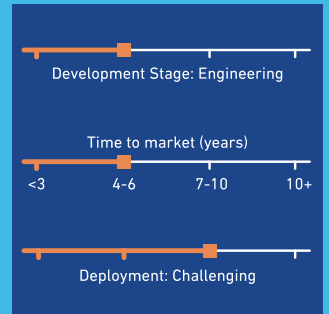 Development Stage: Engineering
Time to market (years)
<3 4-6 7-10 10+
Deployment: Challenging